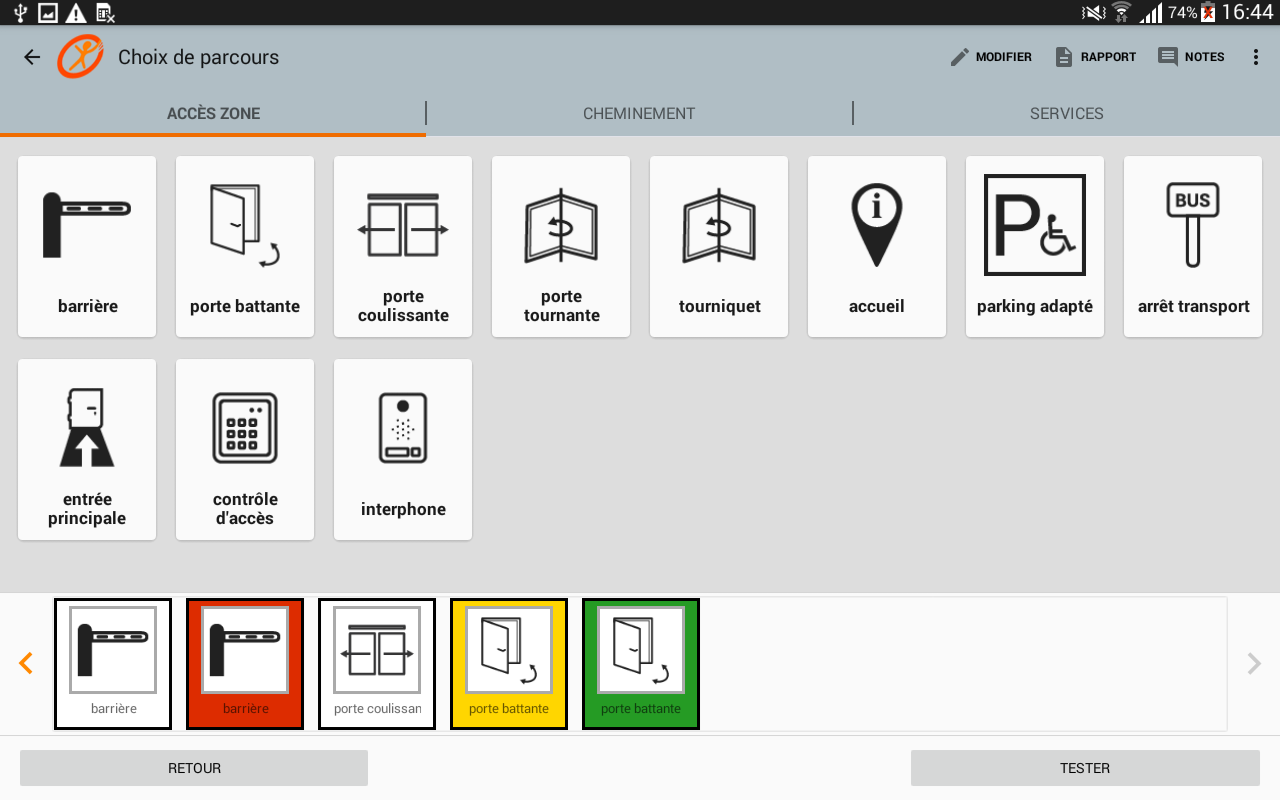 74% 16:44
Choix de parcours
MODIFIER RAPPORT NOTES
ACCÈS ZONE CHEMINEMENT SERVICES
BUS
barrière
porte battante
porte
coulissante
porte
tournante
tourniquet
accueil
P
parking adapté
arrêt transport
entrée
principale
contrôle
d'accès
interphone
barrière
barrière
porte coulissan
porte battante
porte battante
RETOUR TESTER